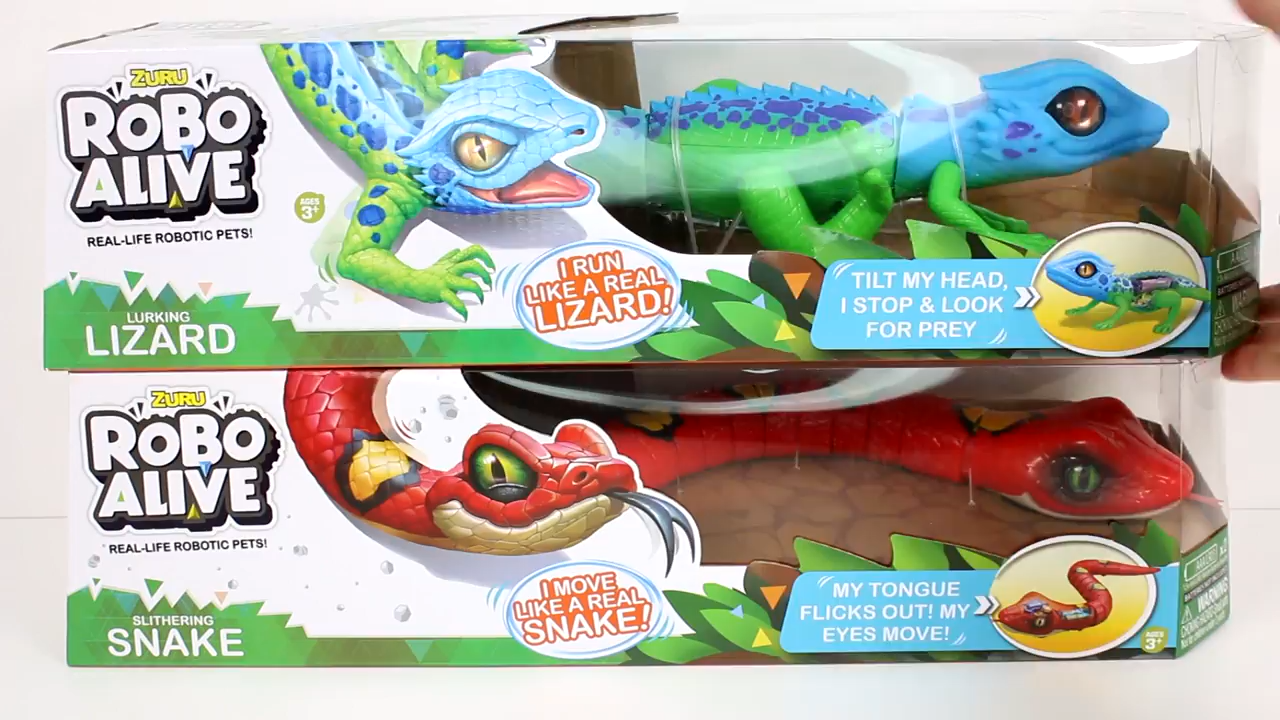 ZURU
ROBO
ALIVE
REAL-LIFE ROBOTIC PETS!
AGES
3+
LURKING
LIZARD
I RUN
LIKE A REAL
LIZARD!
TILT MY HEAD,
I STOP & LOOK
FOR PREY
ZURU
ROBO
ALIVE
REAL-LIFE ROBOTIC PETS!
SLITHERING
SNAKE
I MOVE
LIKE A REAL
SNAKE!
MY TONGUE
FLICKS OUT! MY
EYES MOVE!
AGES
3+
WARNING